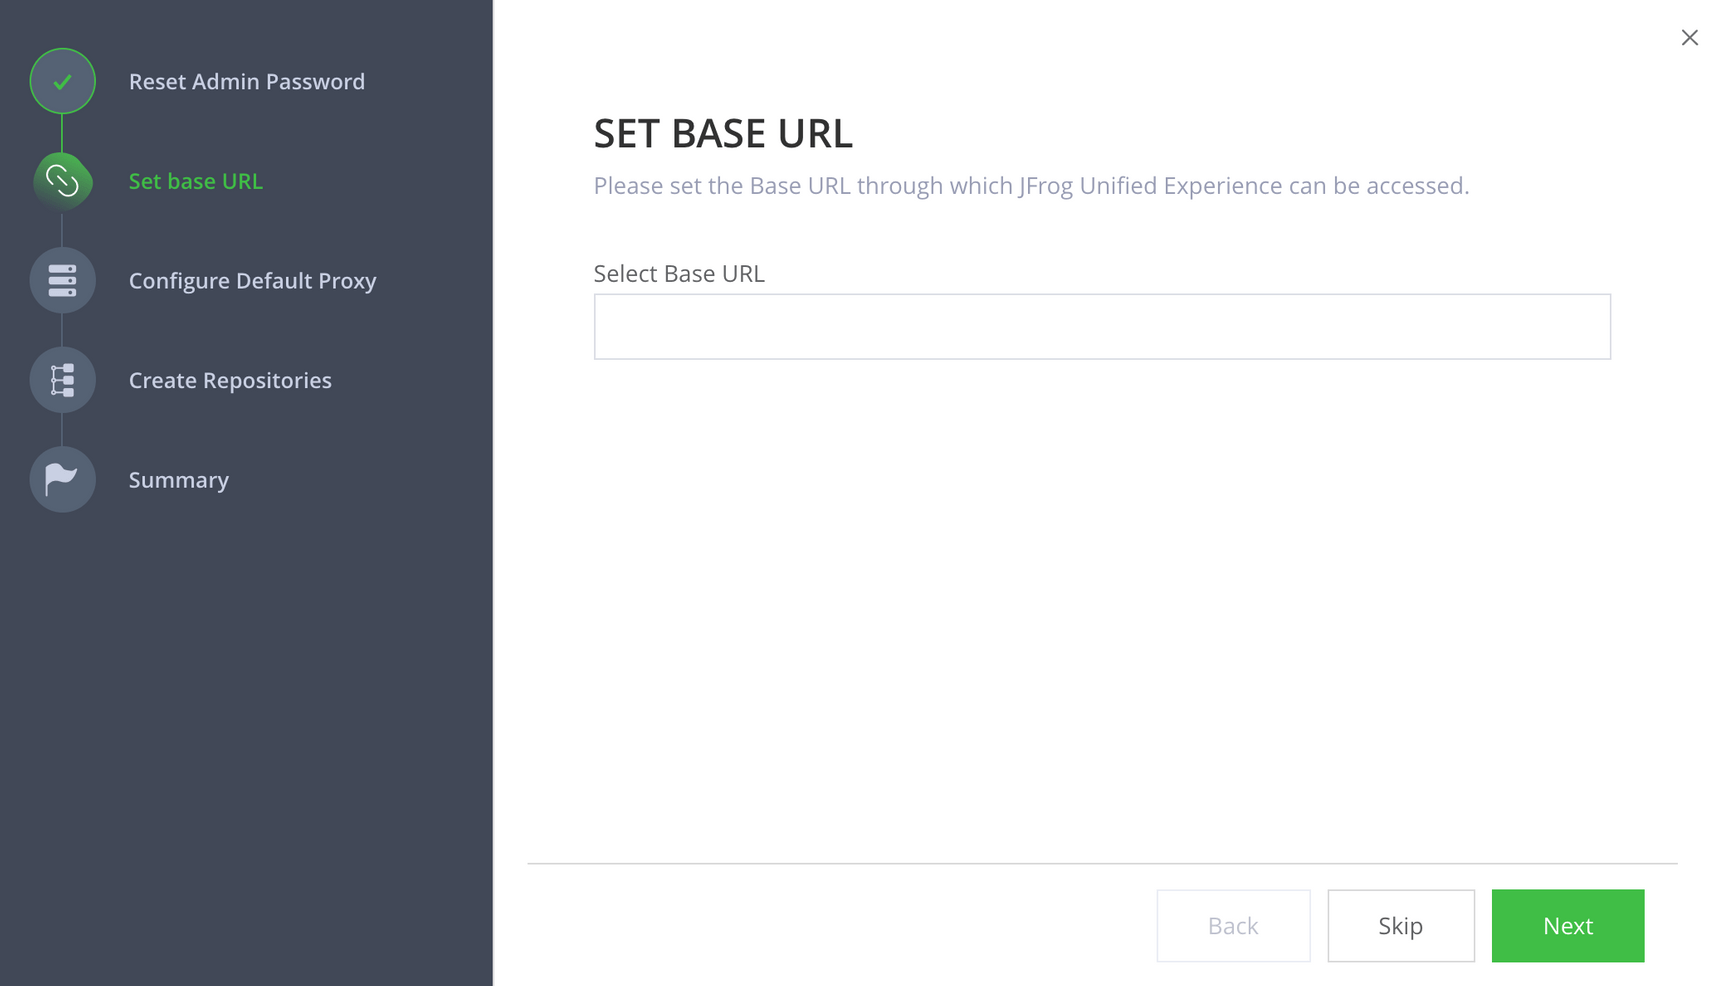 Reset Admin Password
Set base URL
Configure Default Proxy
Create Repositories
Summary
SET BASE URL
Please set the Base URL through which JFrog Unified Experience can be accessed.
Select Base URL
Back
Skip
Next